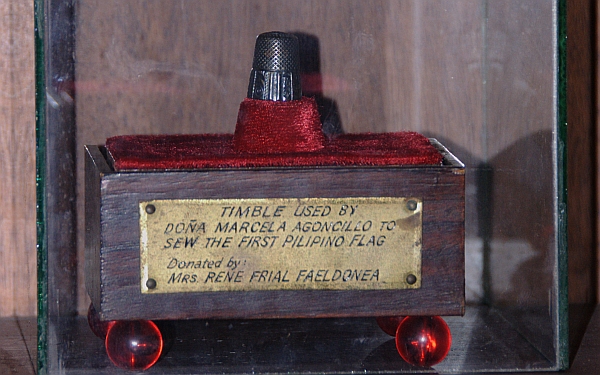 TIMBLE USED BY
DOÑA MARCELA AGONCILLO TO
SEW THE FIRST PILIPINO FLAG
Donated by:
MRS. RENE FRIAL FAELDONEA